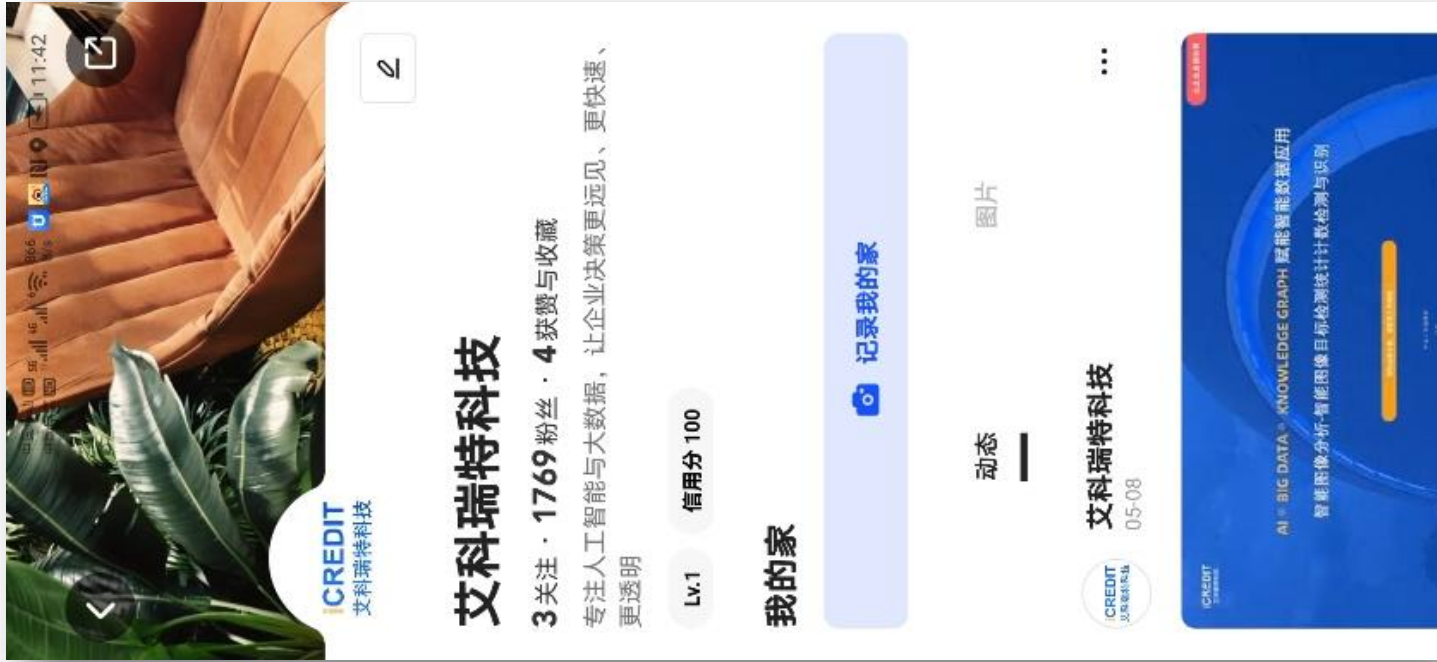 11:42
iCREDIT
艾科瑞特科技
艾科瑞特科技
3关注 · 1769粉丝 · 4获赞与收藏
专注人工智能与大数据，让企业决策更远见、更快速、
更透明
Lv.1 信用分 100
我的家
记录我的家
动态 图片
iCREDIT
艾科瑞特科技
艾科瑞特科技
05-08
iCREDIT
AI + BIG DATA + KNOWLEDGE GRAPH 赋能智能数据应用
智能图像分析-智能图像目标检测统计计数检测与识别